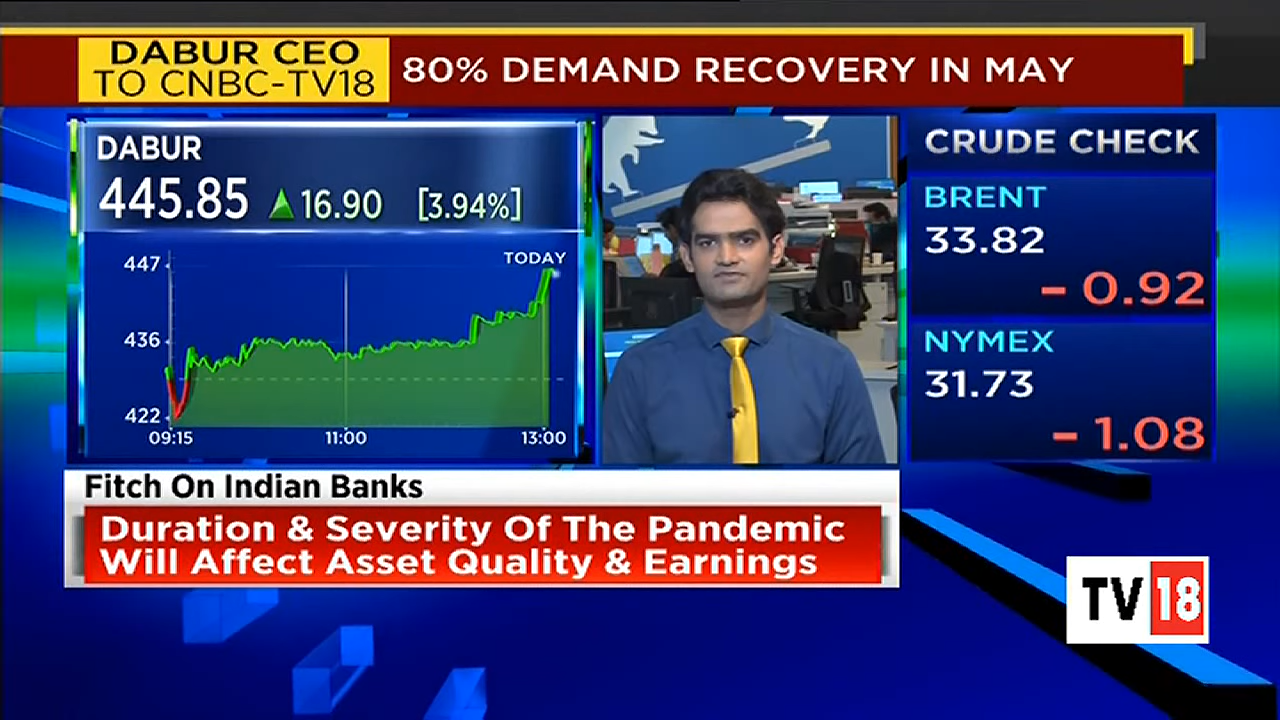 DABUR CEO
TO CNBC-TV18
80% DEMAND RECOVERY IN MAY
DABUR
445.85 ▲ 16.90 [3.94%]
TODAY
447
436
422
09:15 11:00 13:00
CRUDE CHECK
BRENT
33.82
- 0.92
NYMEX
31.73
- 1.08
Fitch On Indian Banks
Duration & Severity Of The Pandemic
Will Affect Asset Quality & Earnings
TV18